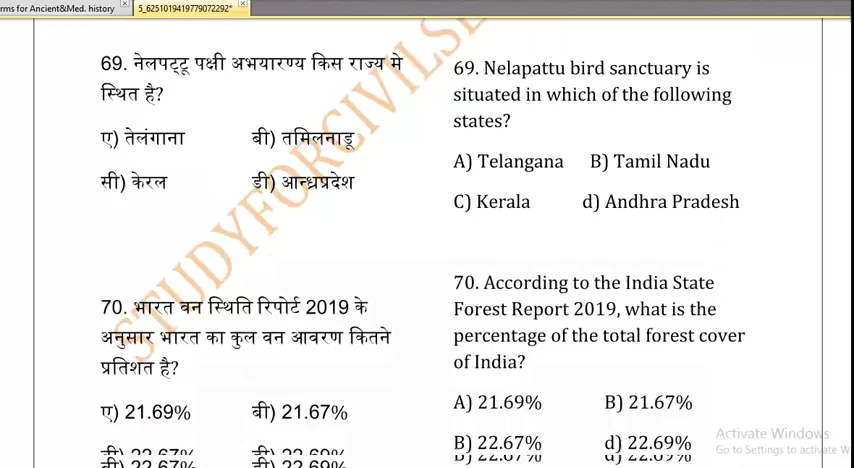 rms for Ancient&Med. history
5_6251019419779072292*
69. नेलपट्टू पक्षी अभयारण्य किस राज्य मे
स्थित है?
ए) तेलंगाना बी) तमिलनाडू
सी) केरल डी) आन्ध्रप्रदेश
70. भारत वन स्थिति रिपोर्ट 2019 के
अनुसार भारत का कुल वन आवरण कितने
प्रतिशत है?
ए) 21.69% बी) 21.67%
सी) 22.67% डी) 22.69%
69. Nelapattu bird sanctuary is
situated in which of the following
states?
A) Telangana B) Tamil Nadu
C) Kerala d) Andhra Pradesh
70. According to the India State
Forest Report 2019, what is the
percentage of the total forest cover
of India?
A) 21.69% B) 21.67%
B) 22.67% d) 22.69%
STUDYFORCIVILSE
Activate Windows
Go to Settings to activate W